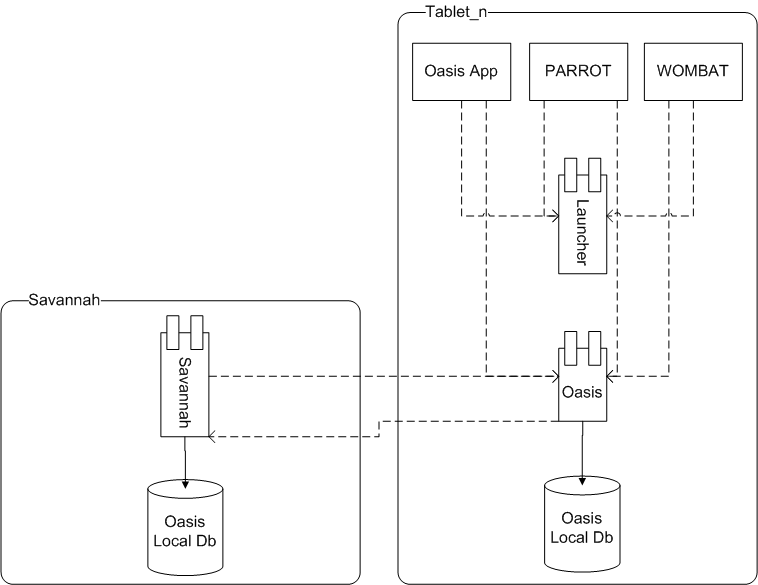 Tablet_n
Oasis App
PARROT
WOMBAT
Launcher
Savannah
Savannah
Oasis
Oasis
Local Db
Oasis
Local Db